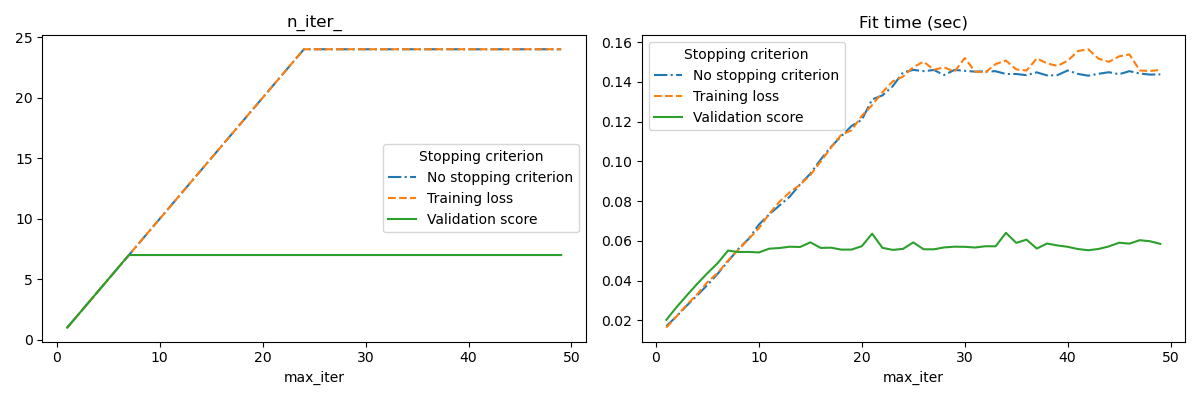 n_iter_
25
20
15
10
5
0
Stopping criterion
No stopping criterion
Training loss
Validation score
0 10 20 30 40 50
max_iter
Fit time (sec)
0.16
0.14
0.12
0.10
0.08
0.06
0.04
0.02
Stopping criterion
No stopping criterion
Training loss
Validation score
0 10 20 30 40 50
max_iter